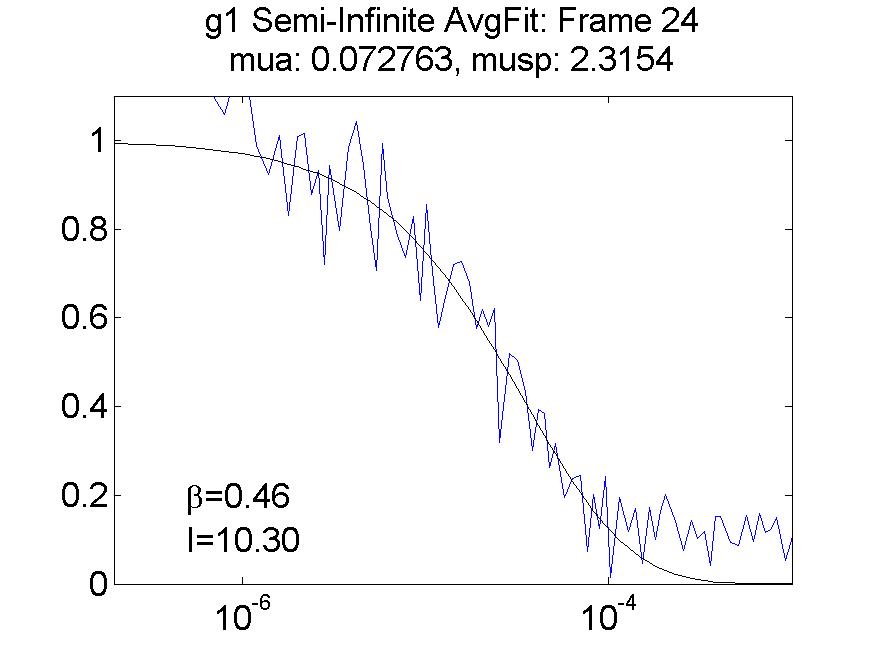 g1 Semi-Infinite AvgFit: Frame 24
mua: 0.072763, musp: 2.3154
1
0.8
0.6
0.4
0.2
0
β=0.46
I=10.30
10^-6
10^-4